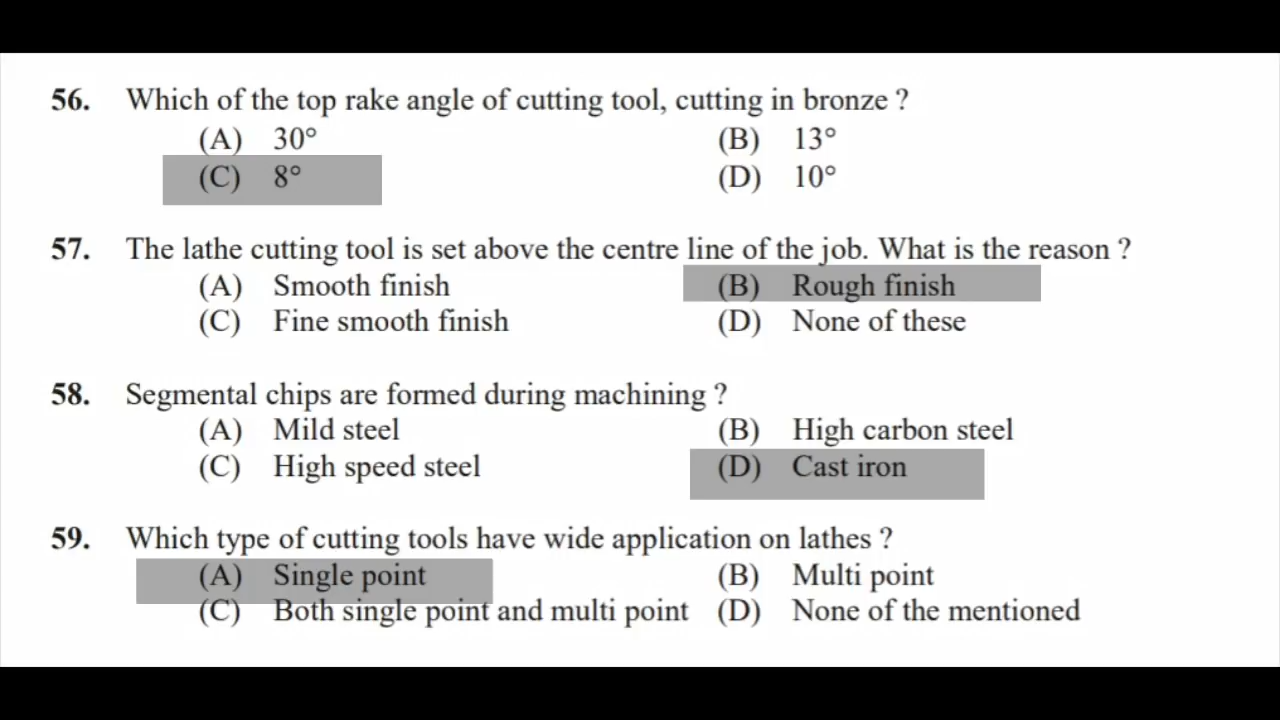 56. Which of the top rake angle of cutting tool, cutting in bronze ?
(A) 30° (B) 13°
(C) 8° (D) 10°
57. The lathe cutting tool is set above the centre line of the job. What is the reason ?
(A) Smooth finish (B) Rough finish
(C) Fine smooth finish (D) None of these
58. Segmental chips are formed during machining ?
(A) Mild steel (B) High carbon steel
(C) High speed steel (D) Cast iron
59. Which type of cutting tools have wide application on lathes ?
(A) Single point (B) Multi point
(C) Both single point and multi point (D) None of the mentioned